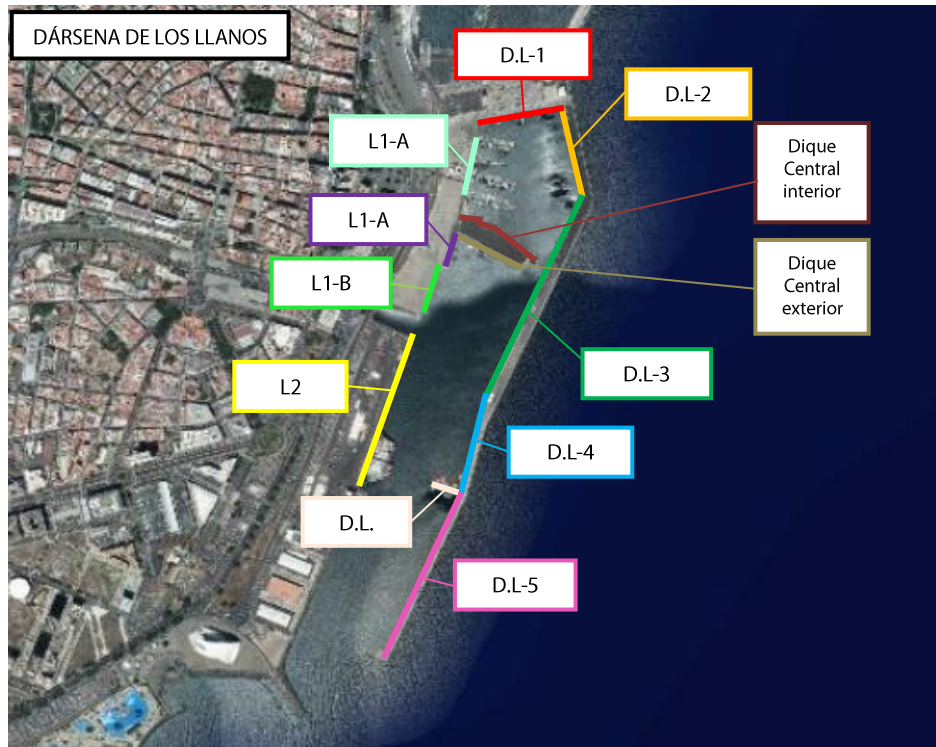 DÁRSENA DE LOS LLANOS
D.L-1
D.L-2
L1-A
Dique
Central
interior
L1-A
L1-B
Dique
Central
exterior
D.L-3
L2
D.L-4
D.L.
D.L-5